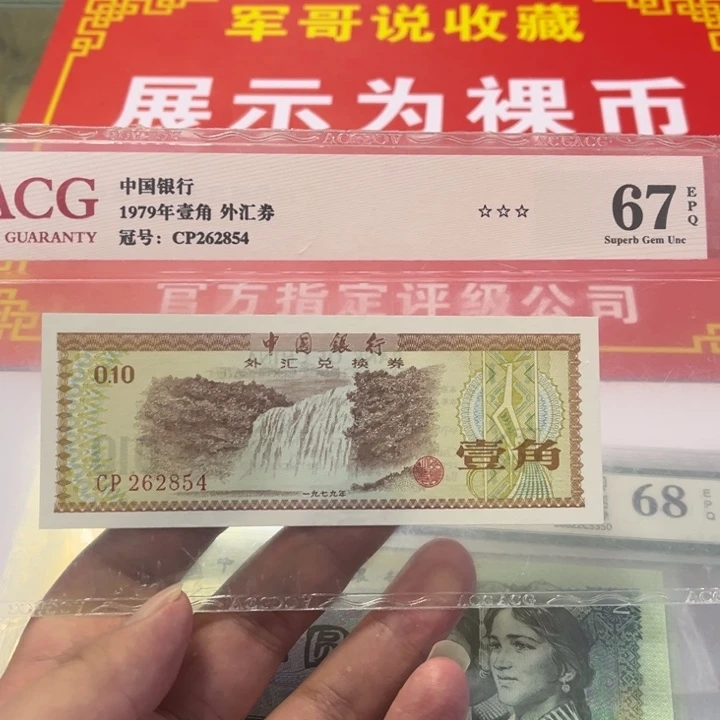 军哥说收藏
展示为裸币
ACG
GUARANTY
中国银行
1979年壹角 外汇券
冠号：CP262854
☆☆☆
67
EPQ
Superb Gem Unc
官方指定评级公司
中国银行
外汇兑换券
0.10
壹角
CP 262854
一九七九年
68
EPQ
圆